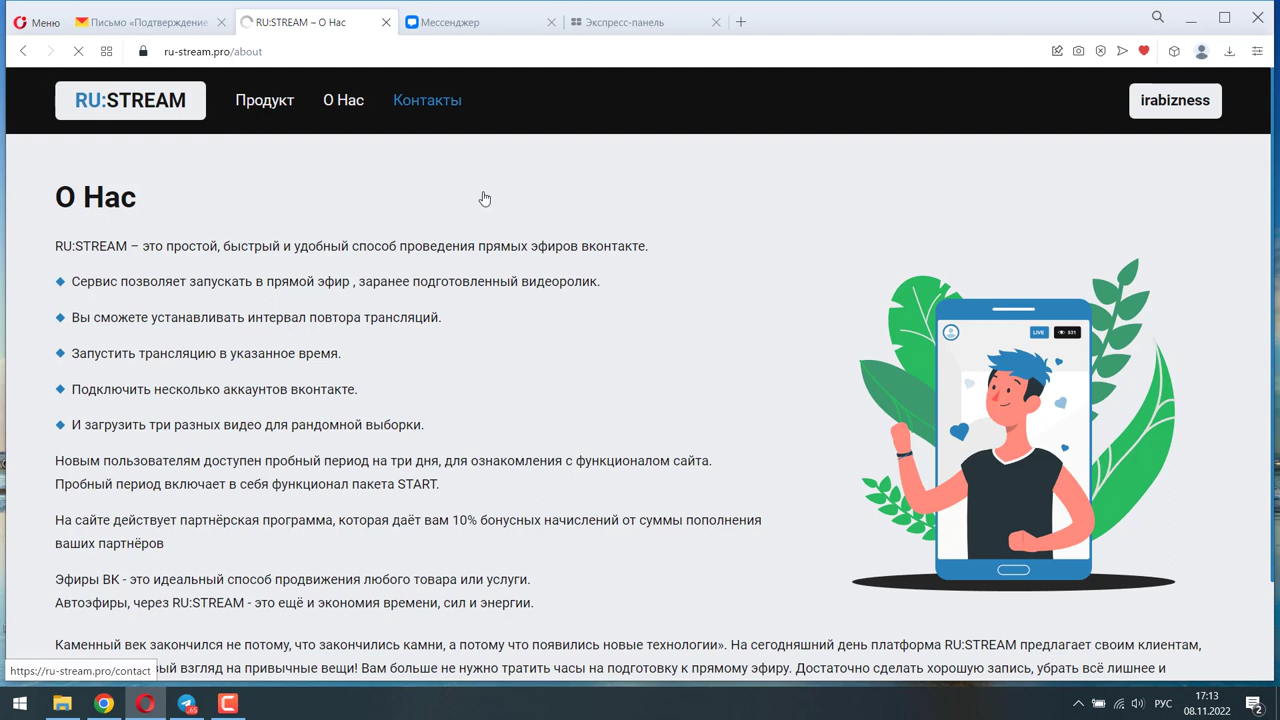 Меню
Письмо «Подтверждение
RU:STREAM – О Нас
Мессенджер
Экспресс-панель
ru-stream.pro/about
RU:STREAM
Продукт
О Нас
Контакты
irabizness
О Нас
RU:STREAM – это простой, быстрый и удобный способ проведения прямых эфиров вконтакте.
Сервис позволяет запускать в прямой эфир , заранее подготовленный видеоролик.
Вы сможете устанавливать интервал повтора трансляций.
Запустить трансляцию в указанное время.
Подключить несколько аккаунтов вконтакте.
И загрузить три разных видео для рандомной выборки.
LIVE
931
Новым пользователям доступен пробный период на три дня, для ознакомления с функционалом сайта.
Пробный период включает в себя функционал пакета START.
На сайте действует партнёрская программа, которая даёт вам 10% бонусных начислений от суммы пополнения
ваших партнёров
Эфиры ВК - это идеальный способ продвижения любого товара или услуги.
Автоэфиры, через RU:STREAM - это ещё и экономия времени, сил и энергии.
Каменный век закончился не потому, что закончились камни, а потому что появились новые технологии». На сегодняшний день платформа RU:STREAM предлагает своим клиентам,
взгляд на привычные вещи! Вам больше не нужно тратить часы на подготовку к прямому эфиру. Достаточно сделать хорошую запись, убрать всё лишнее и
https://ru-stream.pro/contact
65
РУС
17:13
08.11.2022
2